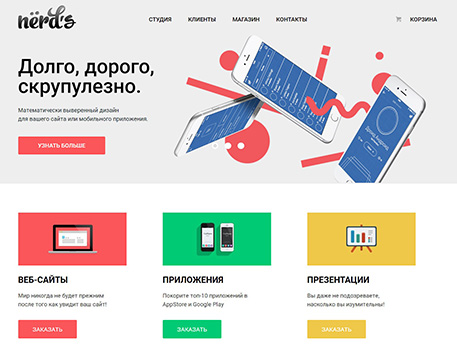 nёrd's
СТУДИЯ КЛИЕНТЫ МАГАЗИН КОНТАКТЫ КОРЗИНА
Долго, дорого,
скрупулезно.
Математически выверенный дизайн
для вашего сайта или мобильного приложения.
УЗНАТЬ БОЛЬШЕ
ВЕБ-САЙТЫ ПРИЛОЖЕНИЯ ПРЕЗЕНТАЦИИ
Мир никогда не будет прежним
после того как увидит ваш сайт!
Покорите топ-10 приложений в
AppStore и Google Play
Вы даже не подозреваете,
насколько вы изумительны!
ЗАКАЗАТЬ ЗАКАЗАТЬ ЗАКАЗАТЬ